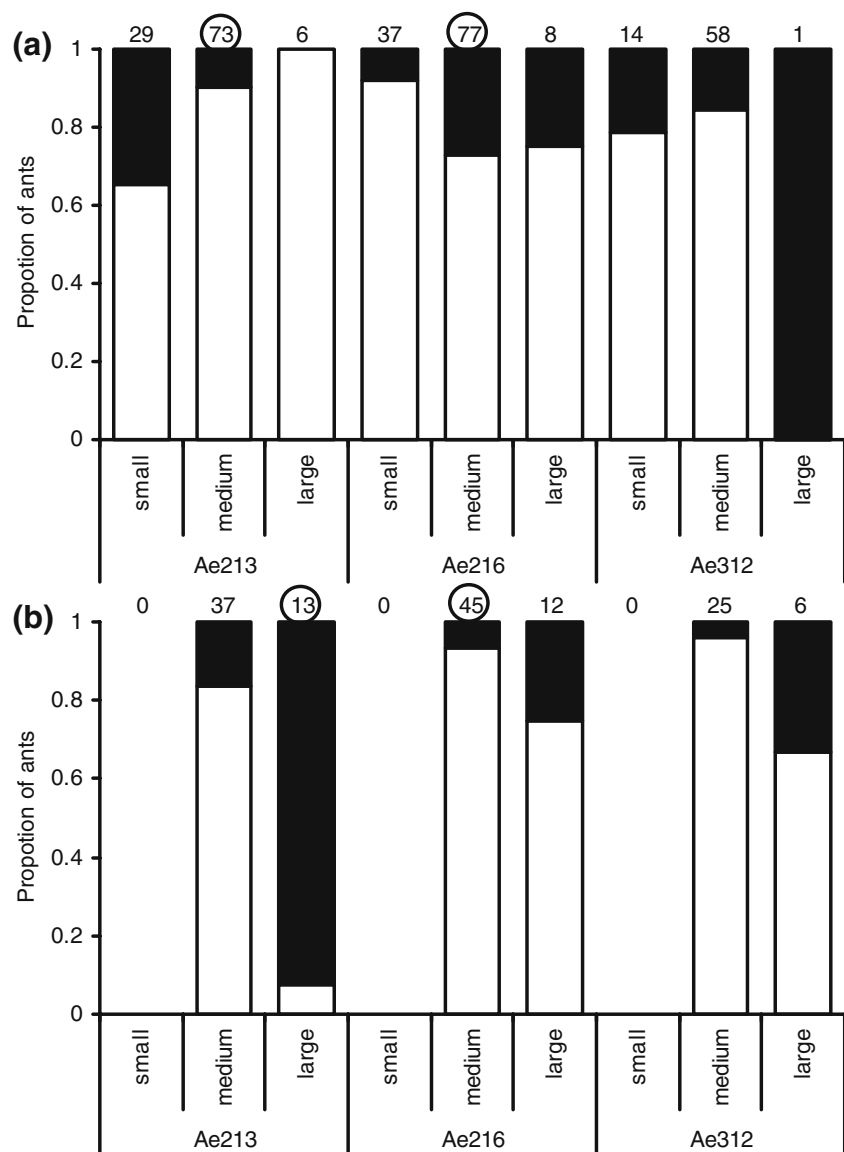 (a)
29 73 6 37 77 8 14 58 1
Propotion of ants
1
0.8
0.6
0.4
0.2
0
small medium large small medium large small medium large
Ae213 Ae216 Ae312
(b)
0 37 13 0 45 12 0 25 6
Propotion of ants
1
0.8
0.6
0.4
0.2
0
small medium large small medium large small medium large
Ae213 Ae216 Ae312